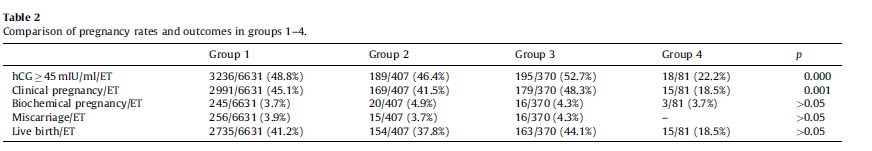 Table 2
Comparison of pregnancy rates and outcomes in groups 1–4.
Group 1 Group 2 Group 3 Group 4 p
hCG ≥ 45 mIU/ml/ET 3236/6631 (48.8%) 189/407 (46.4%) 195/370 (52.7%) 18/81 (22.2%) 0.000
Clinical pregnancy/ET 2991/6631 (45.1%) 169/407 (41.5%) 179/370 (48.3%) 15/81 (18.5%) 0.001
Biochemical pregnancy/ET 245/6631 (3.7%) 20/407 (4.9%) 16/370 (4.3%) 3/81 (3.7%) >0.05
Miscarriage/ET 256/6631 (3.9%) 15/407 (3.7%) 16/370 (4.3%) – >0.05
Live birth/ET 2735/6631 (41.2%) 154/407 (37.8%) 163/370 (44.1%) 15/81 (18.5%) >0.05